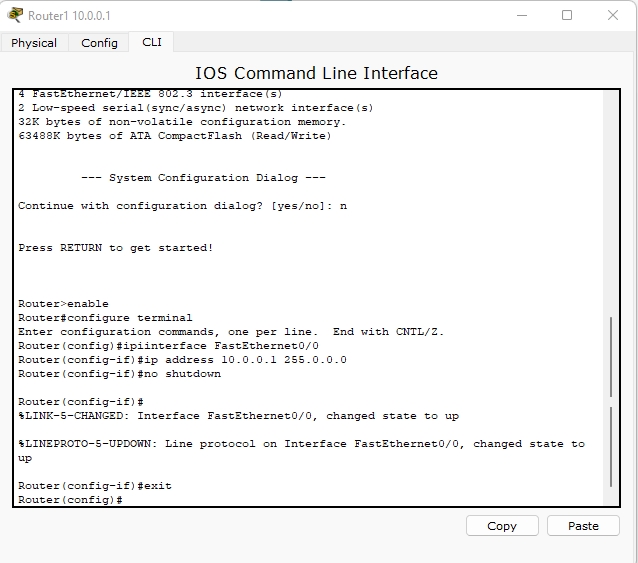 Router1 10.0.0.1
Physical Config CLI
IOS Command Line Interface
4 FastEthernet/IEEE 802.3 interface(s)
2 Low-speed serial(sync/async) network interface(s)
32K bytes of non-volatile configuration memory.
63488K bytes of ATA CompactFlash (Read/Write)
--- System Configuration Dialog ---
Continue with configuration dialog? [yes/no]: n
Press RETURN to get started!
Router>enable
Router#configure terminal
Enter configuration commands, one per line.  End with CNTL/Z.
Router(config)#ipiinterface FastEthernet0/0
Router(config-if)#ip address 10.0.0.1 255.0.0.0
Router(config-if)#no shutdown
Router(config-if)#
%LINK-5-CHANGED: Interface FastEthernet0/0, changed state to up
%LINEPROTO-5-UPDOWN: Line protocol on Interface FastEthernet0/0, changed state to
up
Router(config-if)#exit
Router(config)#
Copy Paste